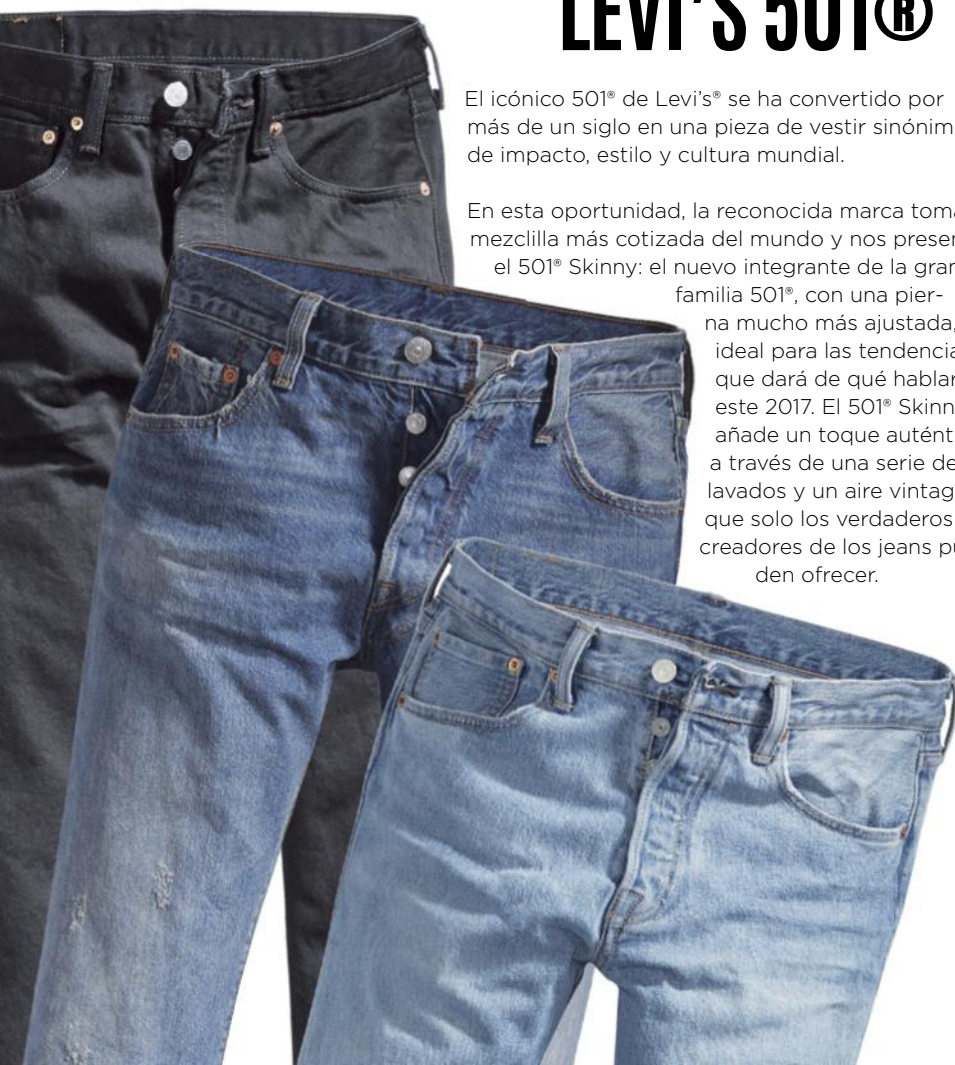 LEVI'S 501®
El icónico 501® de Levi's® se ha convertido por
más de un siglo en una pieza de vestir sinónim
de impacto, estilo y cultura mundial.
En esta oportunidad, la reconocida marca toma
mezclilla más cotizada del mundo y nos presen
el 501® Skinny: el nuevo integrante de la gran
familia 501®, con una pier-
na mucho más ajustada,
ideal para las tendencia
que dará de qué hablar
este 2017. El 501® Skinn
añade un toque autént
a través de una serie de
lavados y un aire vintag
que solo los verdaderos
creadores de los jeans pu
den ofrecer.